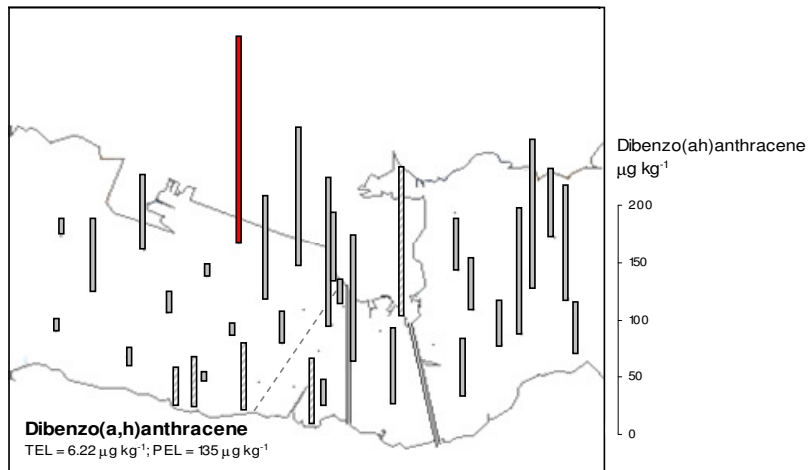 Dibenzo(ah)anthracene
µg kg⁻¹
200
150
100
50
0
Dibenzo(a,h)anthracene
TEL = 6.22 µg kg⁻¹; PEL = 135 µg kg⁻¹